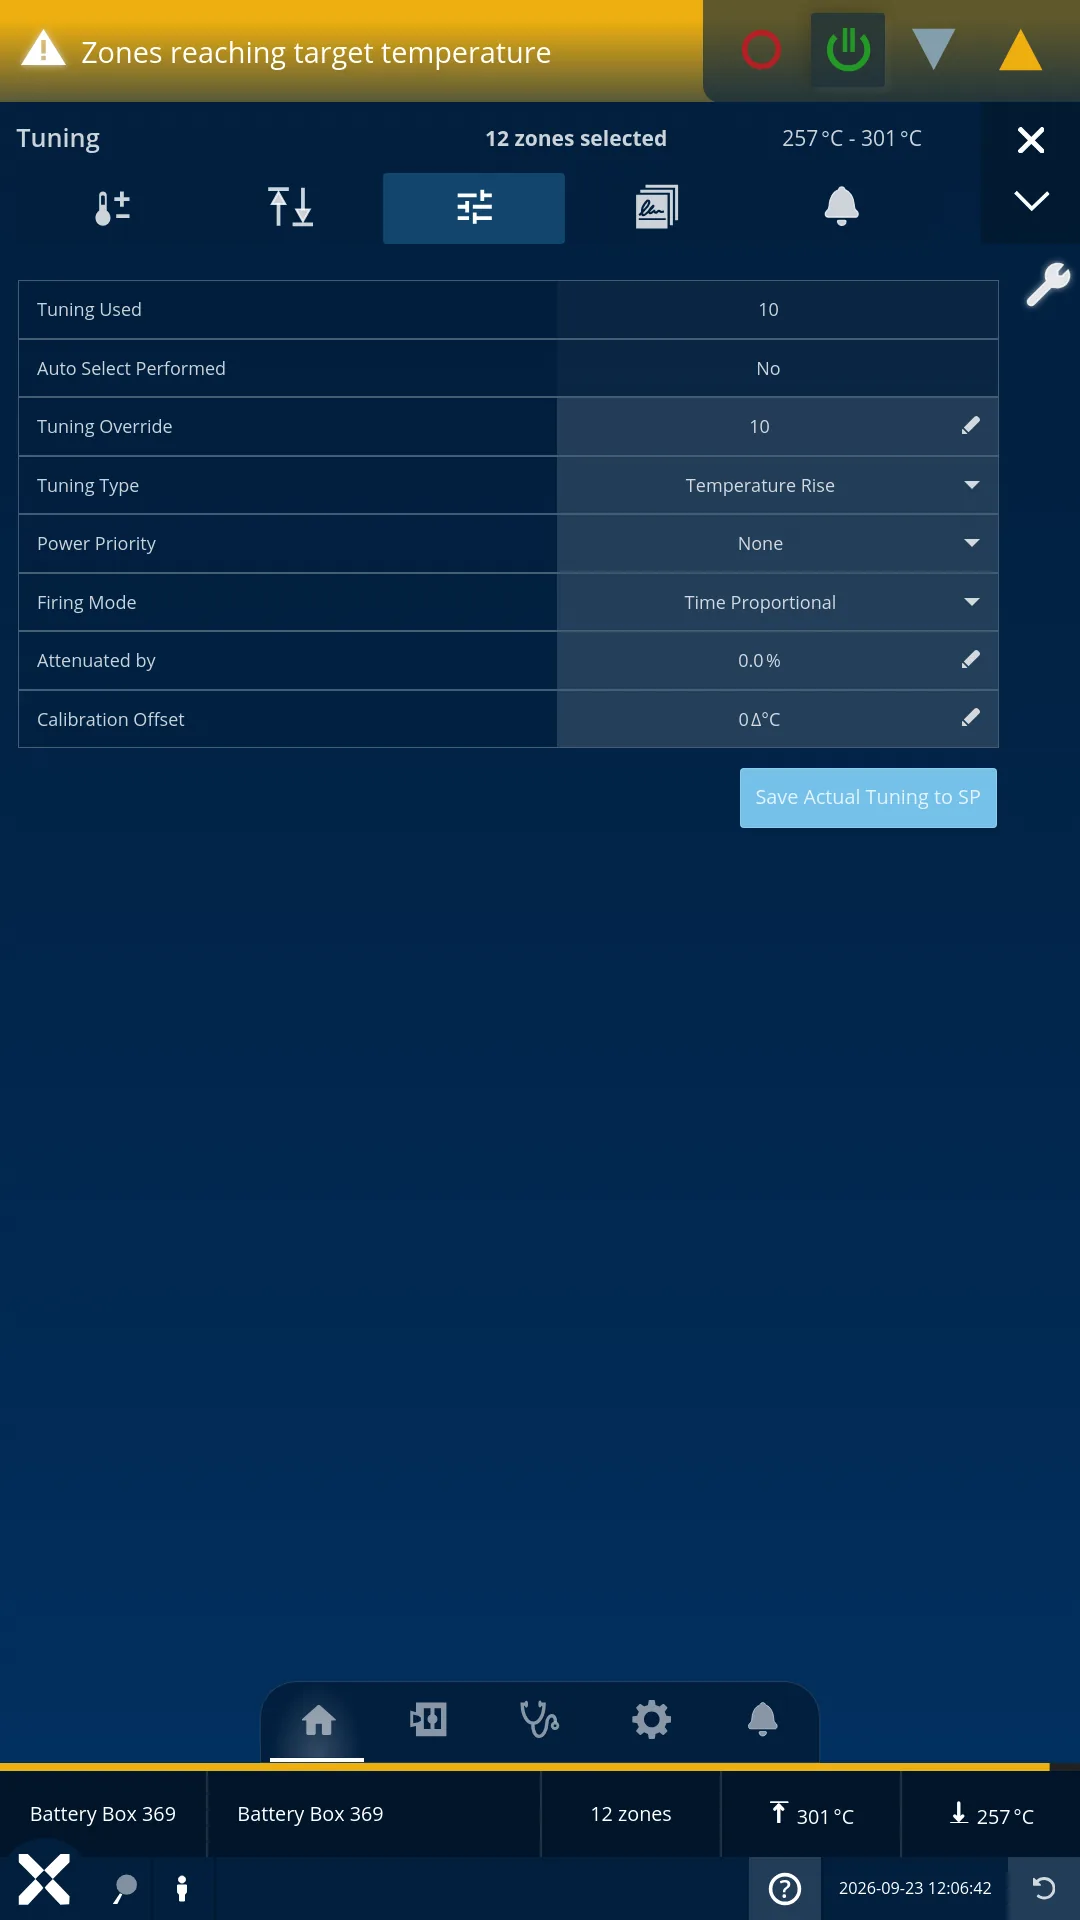 Zones reaching target temperature
Tuning
12 zones selected
257 °C - 301 °C
Tuning Used 10
Auto Select Performed No
Tuning Override 10
Tuning Type Temperature Rise
Power Priority None
Firing Mode Time Proportional
Attenuated by 0.0 %
Calibration Offset 0 Δ°C
Save Actual Tuning to SP
Battery Box 369
Battery Box 369
12 zones
301 °C
257 °C
2026-09-23 12:06:42